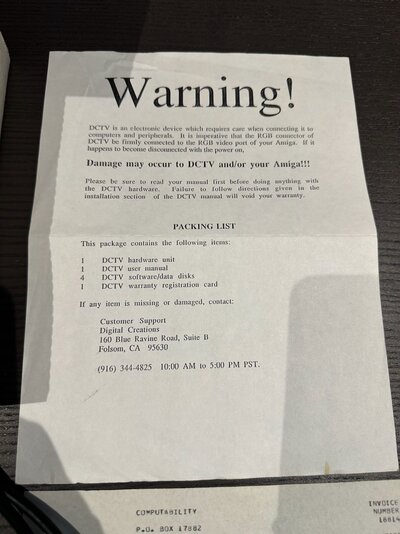 Warning!
DCTV is an electronic device which requires care when connecting it to
computers and peripherals. It is imperative that the RGB connector of
DCTV be firmly connected to the RGB video port of your Amiga. If it
happens to become disconnected with the power on,
Damage may occur to DCTV and/or your Amiga!!!
Please be sure to read your manual first before doing anything with
the DCTV hardware. Failure to follow directions given in the
installation section of the DCTV manual will void your warranty.
PACKING LIST
This package contains the following items:
1 DCTV hardware unit
1 DCTV user manual
4 DCTV software/data disks
1 DCTV warranty registration card
If any item is missing or damaged, contact:
Customer Support
Digital Creations
160 Blue Ravine Road, Suite B
Folsom, CA 95630
(916) 344-4825 10:00 AM to 5:00 PM PST.
COMPUTABILITY
P.O. BOX 17882
INVOICE
NUMBER